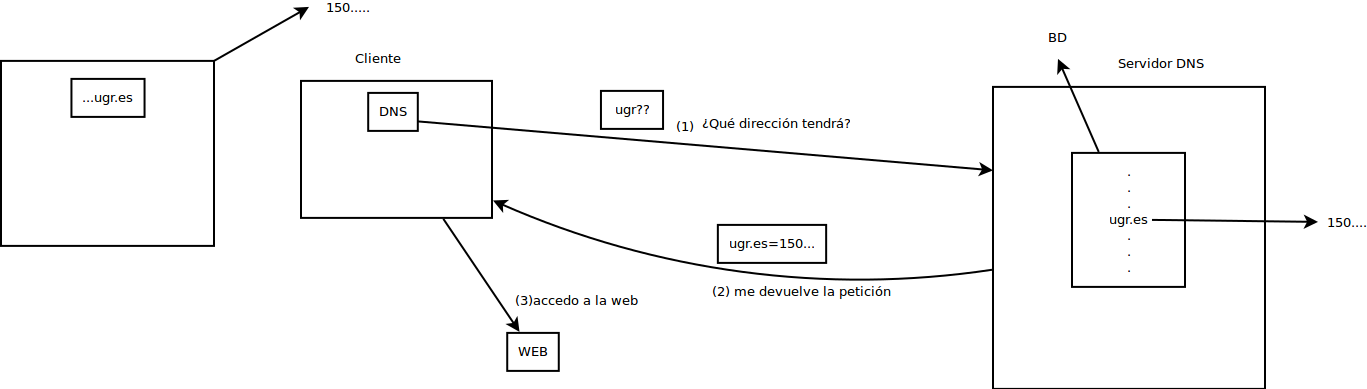 150.....
...ugr.es
Cliente
DNS
ugr??
(1) ¿Qué dirección tendrá?
ugr.es=150...
(2) me devuelve la petición
(3)accedo a la web
WEB
BD
Servidor DNS
.
.
.
ugr.es
.
.
.
150....